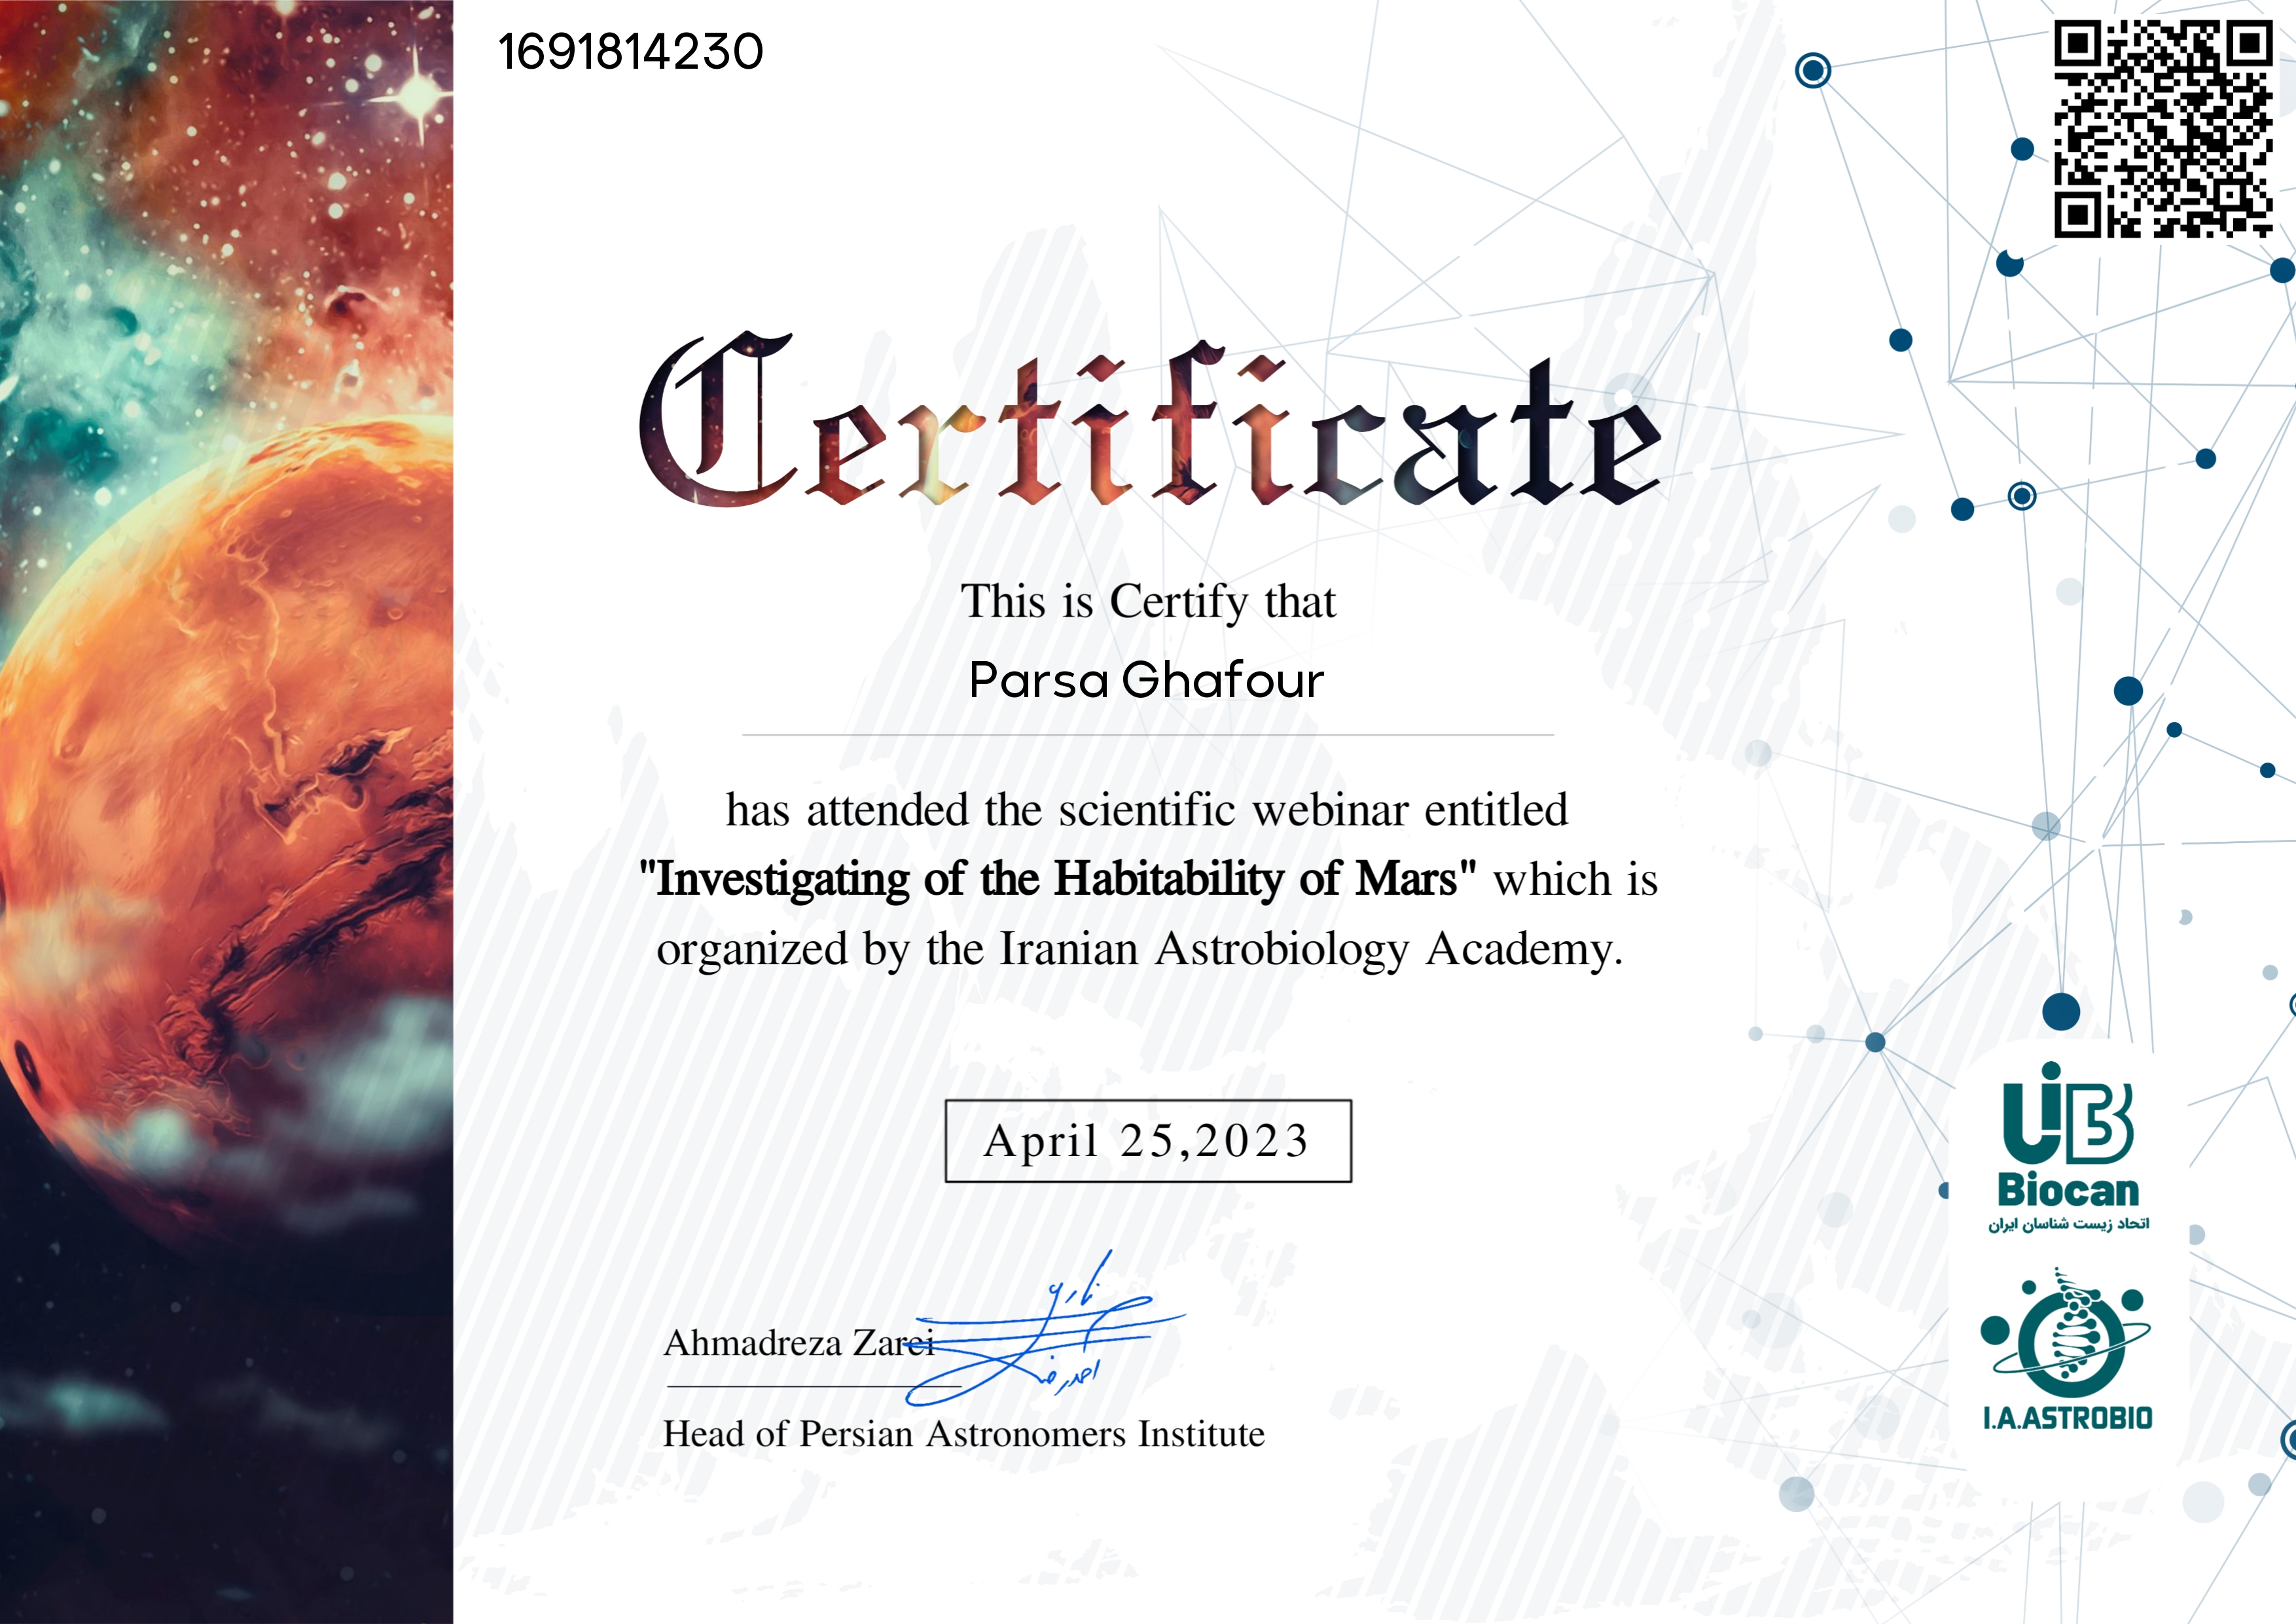 1691814230
Certificate
This is Certify that
Parsa Ghafour
has attended the scientific webinar entitled
"Investigating of the Habitability of Mars" which is
organized by the Iranian Astrobiology Academy.
April 25,2023
Ahmadreza Zarei
Head of Persian Astronomers Institute
UiB
Biocan
اتحاد زیست شناسان ایران
I.A.ASTROBIO